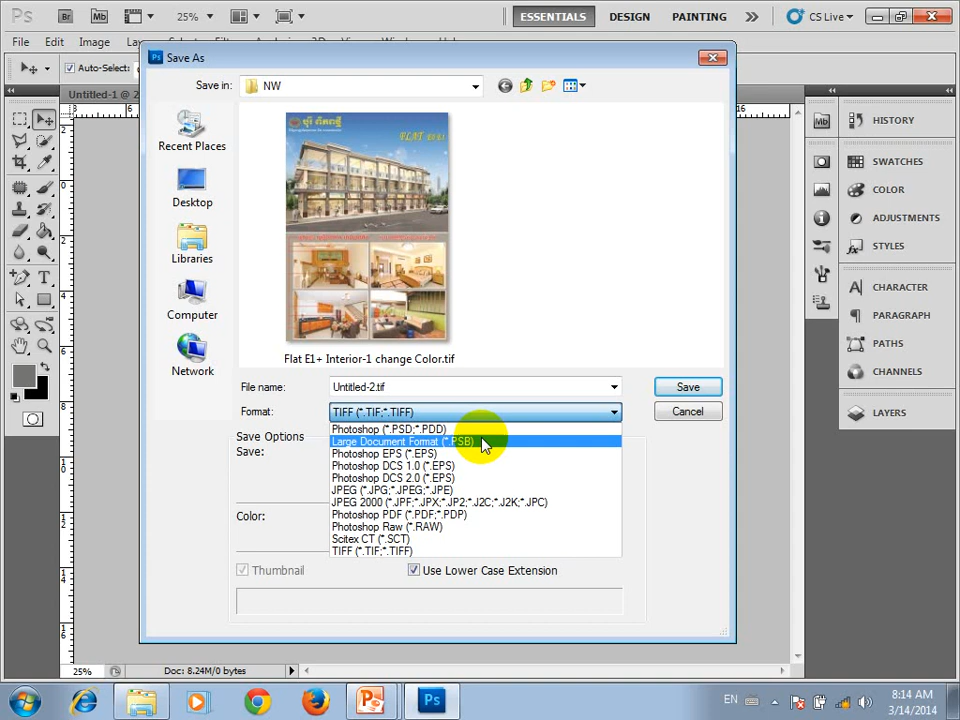 Ps
Br
Mb
25%
ESSENTIALS
DESIGN
PAINTING
CS Live
File
Edit
Image
Auto-Select:
Untitled-1 @ 2
Ps
Save As
Save in:
NW
Recent Places
Desktop
Libraries
Computer
Network
FLAT E0 E1
Flat E1+ Interior-1 change Color.tif
File name:
Untitled-2.tif
Save
Format:
TIFF (*.TIF;*.TIFF)
Cancel
Photoshop (*.PSD;*.PDD)
Save Options
Large Document Format (*.PSB)
Save:
Photoshop EPS (*.EPS)
Photoshop DCS 1.0 (*.EPS)
Photoshop DCS 2.0 (*.EPS)
JPEG (*.JPG;*.JPEG;*.JPE)
JPEG 2000 (*.JPF;*.JPX;*.JP2;*.J2C;*.J2K;*.JPC)
Color:
Photoshop PDF (*.PDF;*.PDP)
Photoshop Raw (*.RAW)
Scitex CT (*.SCT)
TIFF (*.TIF;*.TIFF)
Thumbnail
Use Lower Case Extension
Mb
HISTORY
SWATCHES
COLOR
ADJUSTMENTS
STYLES
CHARACTER
PARAGRAPH
PATHS
CHANNELS
LAYERS
25%
Doc: 8.24M/0 bytes
Ps
EN
8:14 AM
3/14/2014